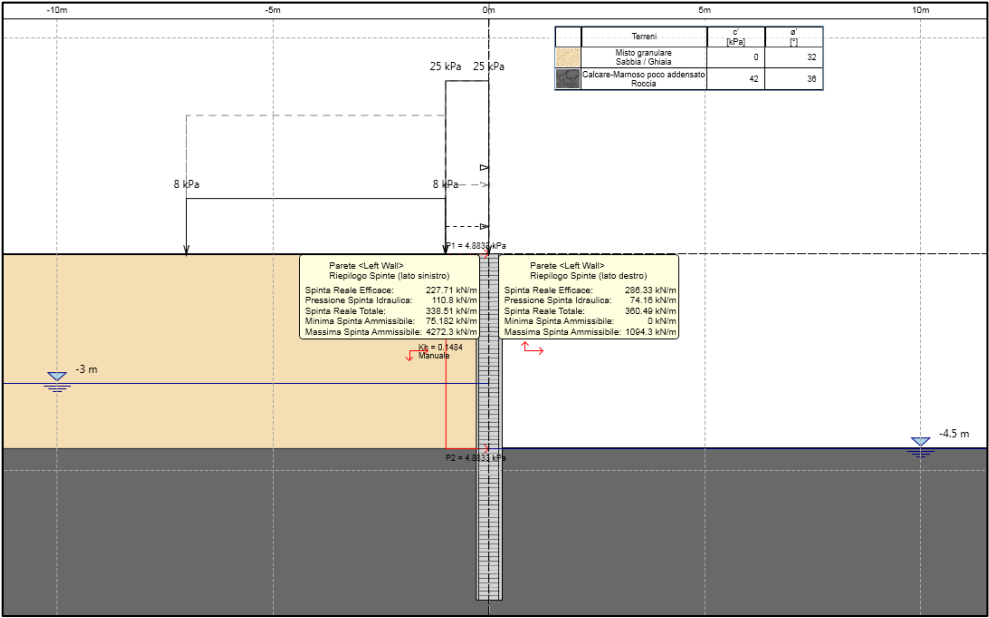 -10m -5m 0m 5m 10m
Terreni c' [kPa] ø' [°]
Misto granulare
Sabbia / Ghiaia 0 32
Calcare-Marnoso poco addensato
Roccia 42 36
25 kPa 25 kPa
8 kPa 8 kPa
P1 = 4.8833 kPa
Parete <Left Wall>
Riepilogo Spinte (lato sinistro)
Spinta Reale Efficace: 227.71 kN/m
Pressione Spinta Idraulica: 110.8 kN/m
Spinta Reale Totale: 338.51 kN/m
Minima Spinta Ammissibile: 75.182 kN/m
Massima Spinta Ammissibile: 4272.3 kN/m
Parete <Left Wall>
Riepilogo Spinte (lato destro)
Spinta Reale Efficace: 286.33 kN/m
Pressione Spinta Idraulica: 74.16 kN/m
Spinta Reale Totale: 360.49 kN/m
Minima Spinta Ammissibile: 0 kN/m
Massima Spinta Ammissibile: 1094.3 kN/m
= 0.1484
Manuale
-3 m
-4.5 m
P2 = 4.8833 kPa